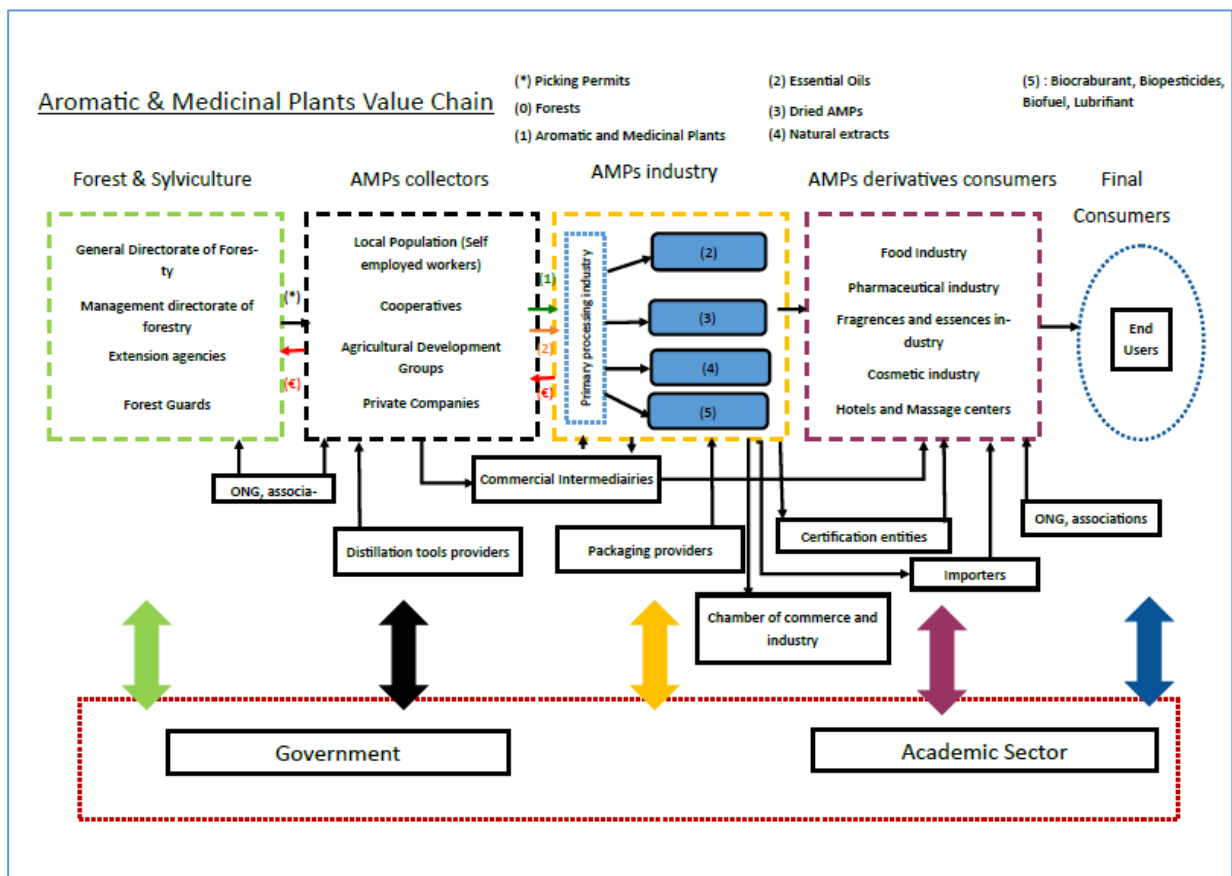 Aromatic & Medicinal Plants Value Chain
(*) Picking Permits
(0) Forests
(1) Aromatic and Medicinal Plants
(2) Essential Oils
(3) Dried AMPs
(4) Natural extracts
(5) : Biocraburant, Biopesticides,
Biofuel, Lubrifiant
Forest & Sylviculture
AMPs collectors
AMPs industry
AMPs derivatives consumers
Final
Consumers
General Directorate of Fores-
ty
Management directorate of
forestry
Extension agencies
Forest Guards
(*)
(€)
Local Population (Self
employed workers)
Cooperatives
Agricultural Development
Groups
Private Companies
(1)
(2)
(€)
Primary processing industry
(2)
(3)
(4)
(5)
Food Industry
Pharmaceutical industry
Fragrences and essences in-
dustry
Cosmetic industry
Hotels and Massage centers
End
Users
ONG, associa-
Commercial Intermediairies
Distillation tools providers
Packaging providers
Certification entities
ONG, associations
Importers
Chamber of commerce and
industry
Government
Academic Sector